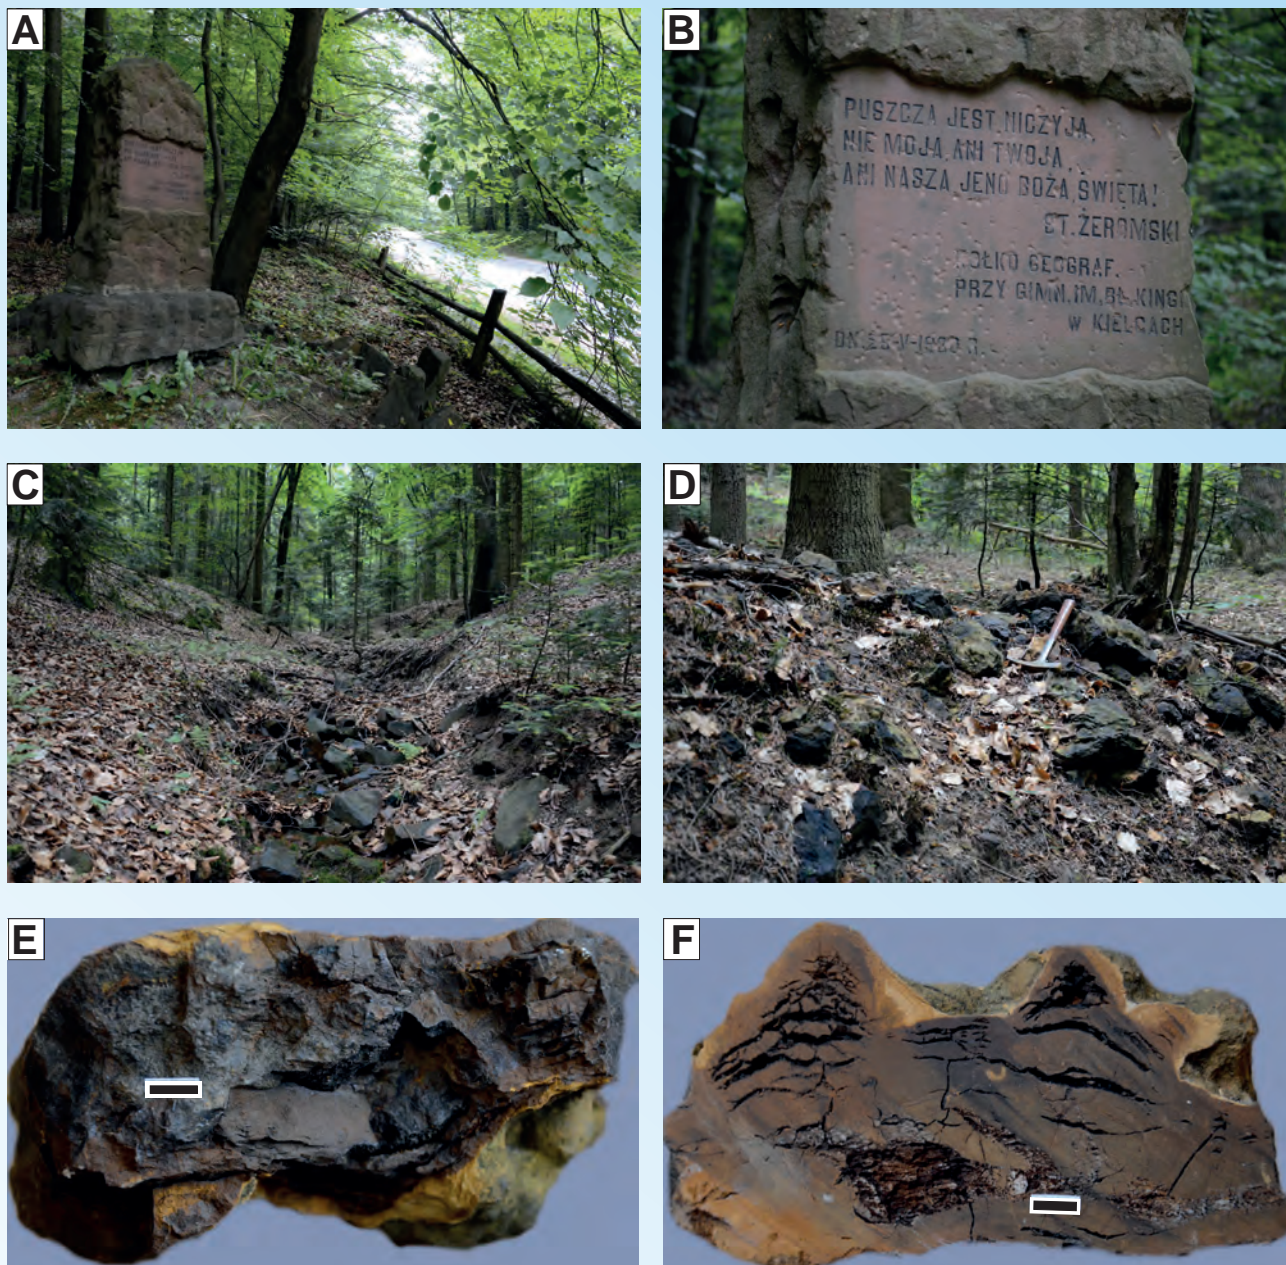 A
B
PUSZCZA JEST NICZYJA,
NIE MOJA, ANI TWOJA,
ANI NASZA, JENO BOŻA, ŚWIĘTA!
ST. ŻEROMSKI
KÓŁKO GEOGRAF.
PRZY GIMN. IM. BŁ. KINGI
W KIELCACH
DN.
C
D
E
F